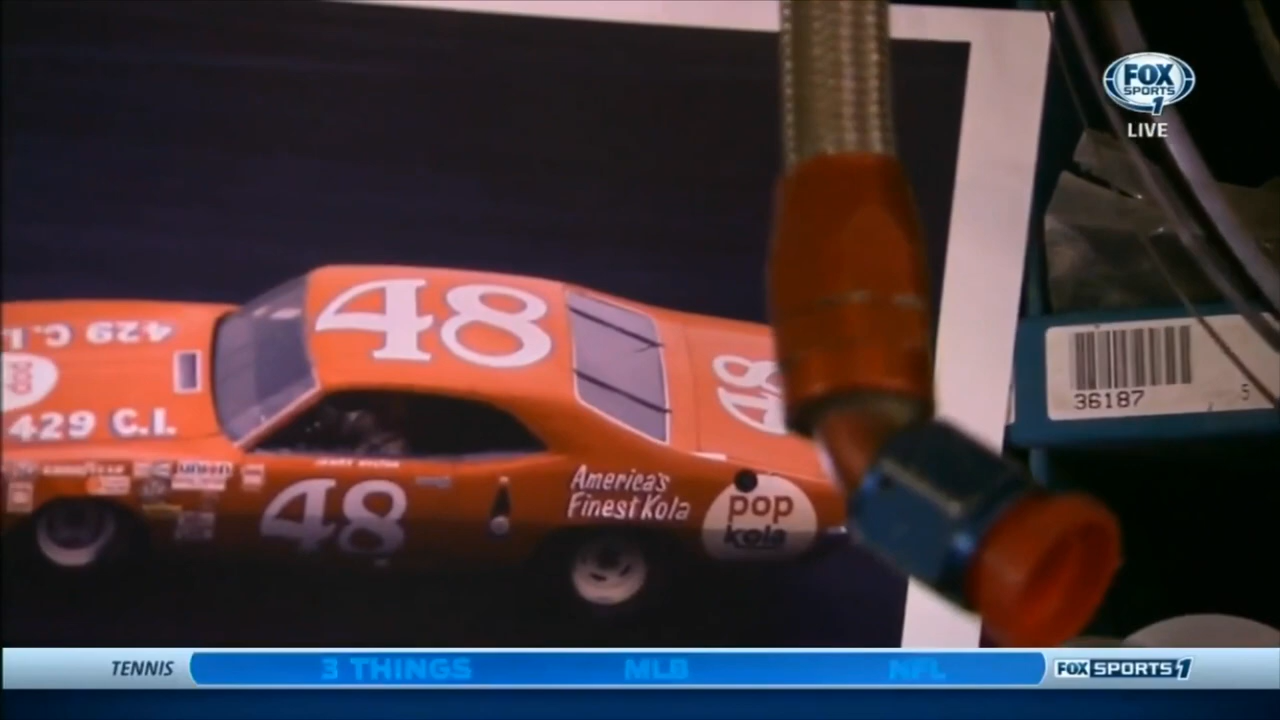 FOX
SPORTS
1
LIVE
48
429 C.I.
pop
429 C.I.
48
48
America's
Finest Kola
pop
kola
36187
5
TENNIS
3 THINGS
MLB
NFL
FOX SPORTS 1